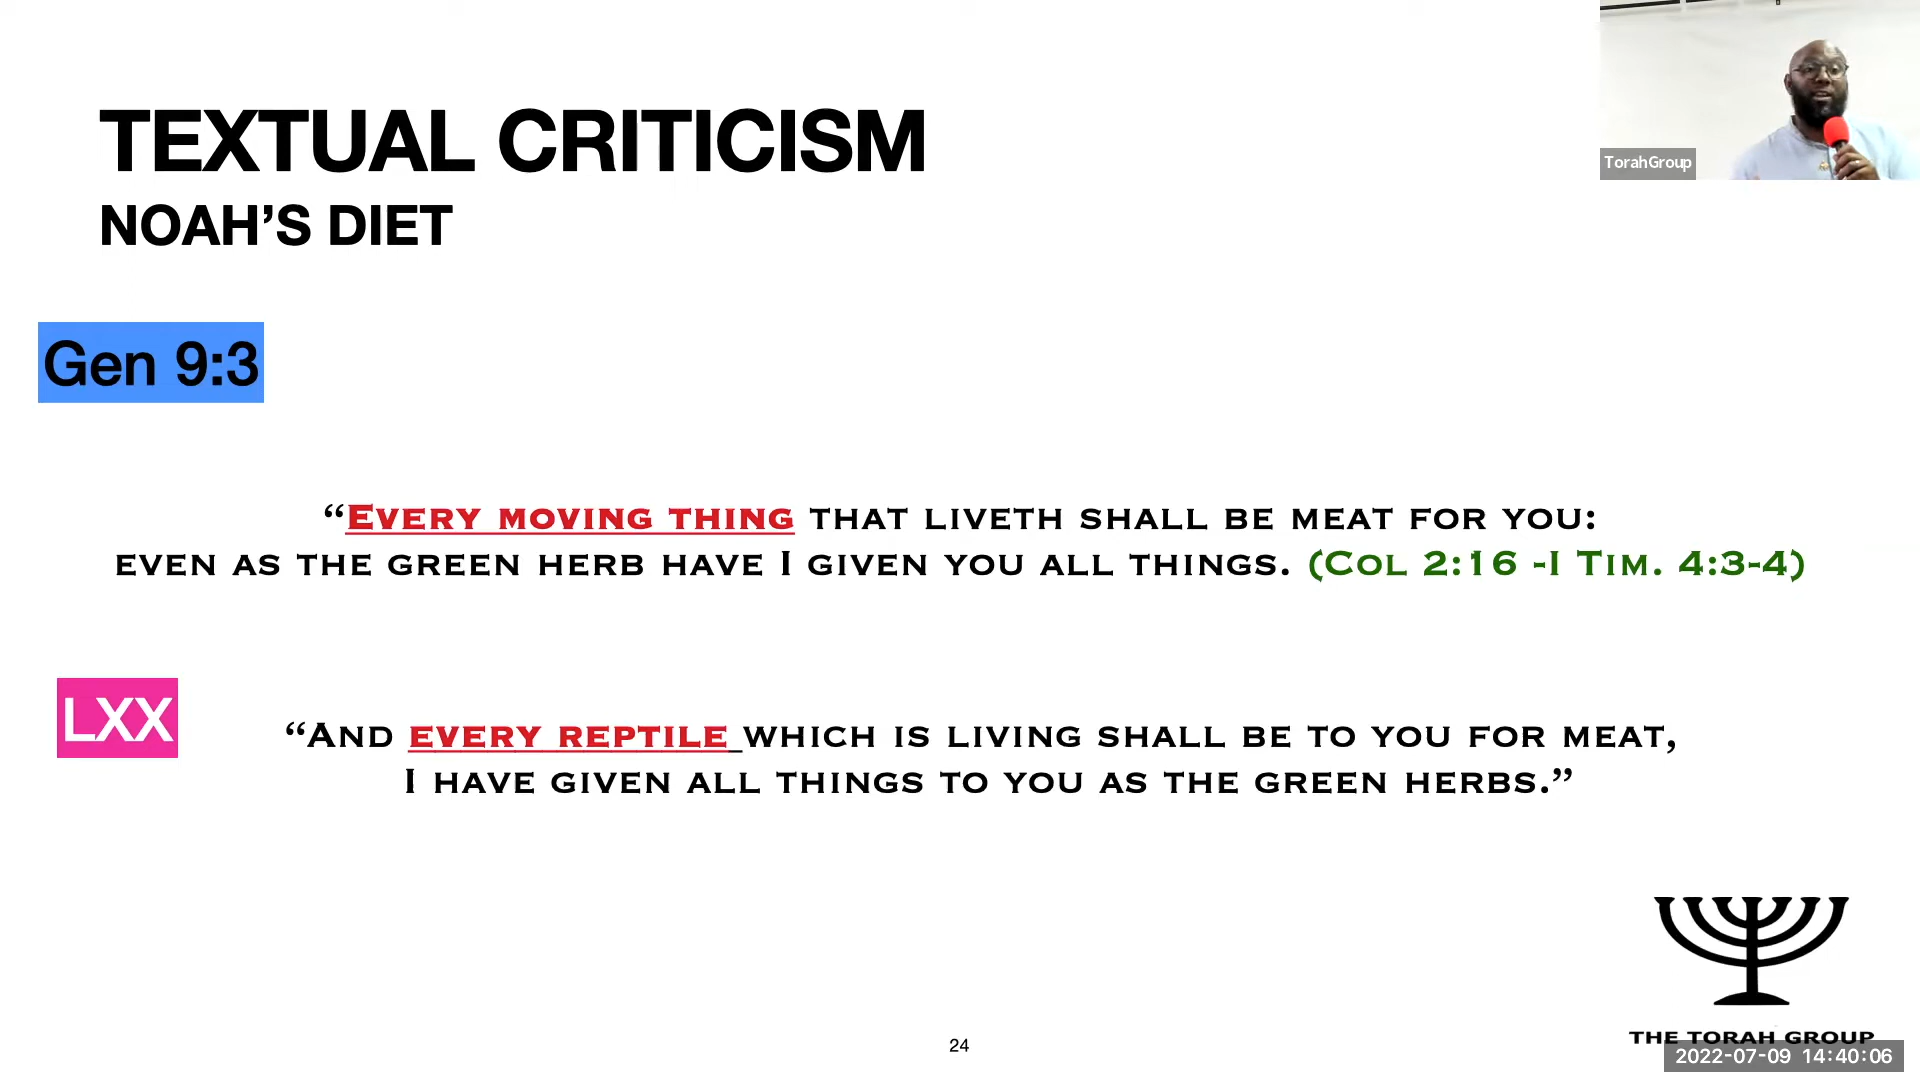 TEXTUAL CRITICISM
NOAH’S DIET
TorahGroup
Gen 9:3
“Every moving thing that liveth shall be meat for you:
even as the green herb have I given you all things. (Col 2:16 -I Tim. 4:3-4)
LXX
“And every reptile which is living shall be to you for meat,
I have given all things to you as the green herbs.”
THE TORAH GROUP
24
2022-07-09 14:40:06